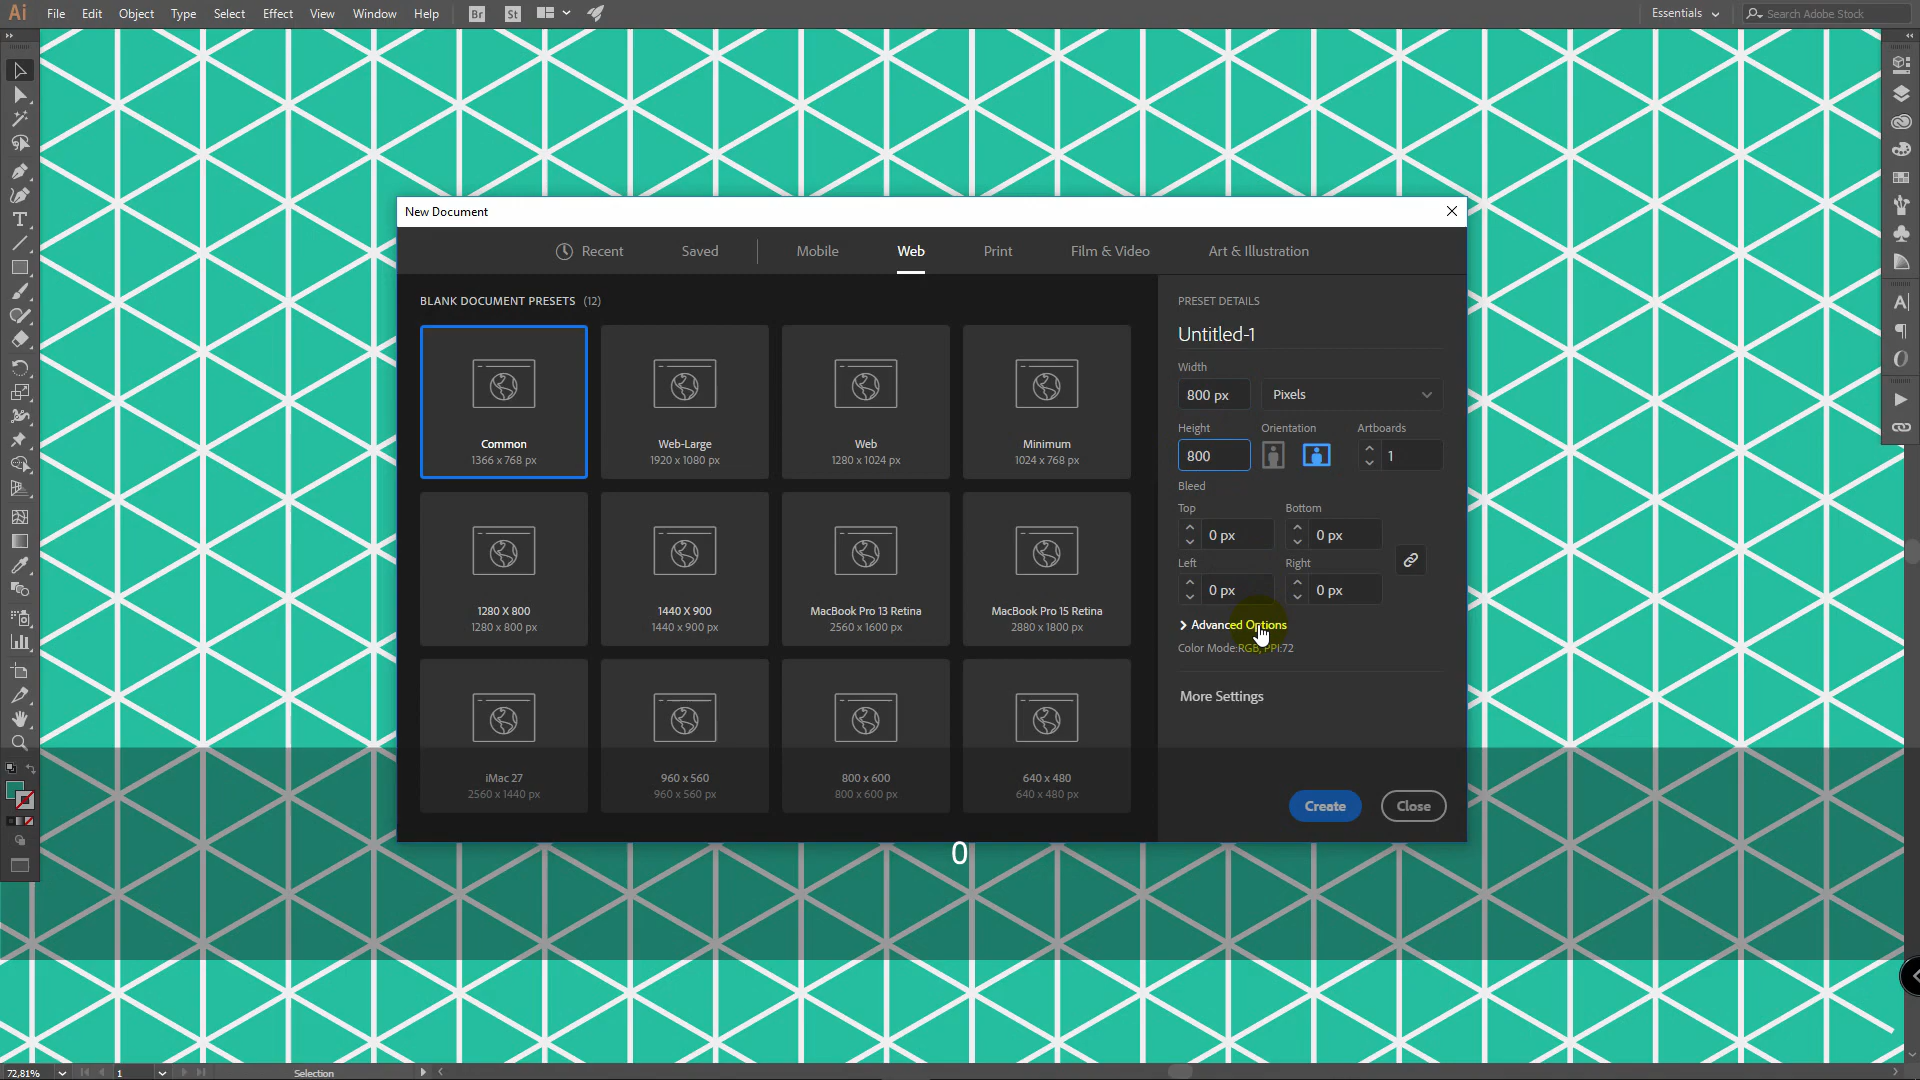 Ai File Edit Object Type Select Effect View Window Help Br St Essentials Search Adobe Stock
New Document
Recent Saved Mobile Web Print Film & Video Art & Illustration
BLANK DOCUMENT PRESETS (12)
PRESET DETAILS
Untitled-1
Width
800 px Pixels
Height Orientation Artboards
800 1
Bleed
Top Bottom
0 px 0 px
Left Right
0 px 0 px
Advanced Options
Color Mode:RGB, PPI:72
More Settings
Create Close
Common Web-Large Web Minimum
1366 x 768 px 1920 x 1080 px 1280 x 1024 px 1024 x 768 px
1280 X 800 1440 X 900 MacBook Pro 13 Retina MacBook Pro 15 Retina
1280 x 800 px 1440 x 900 px 2560 x 1600 px 2880 x 1800 px
iMac 27 960 x 560 800 x 600 640 x 480
2560 x 1440 px 960 x 560 px 800 x 600 px 640 x 480 px
0
72,81% 1 Selection